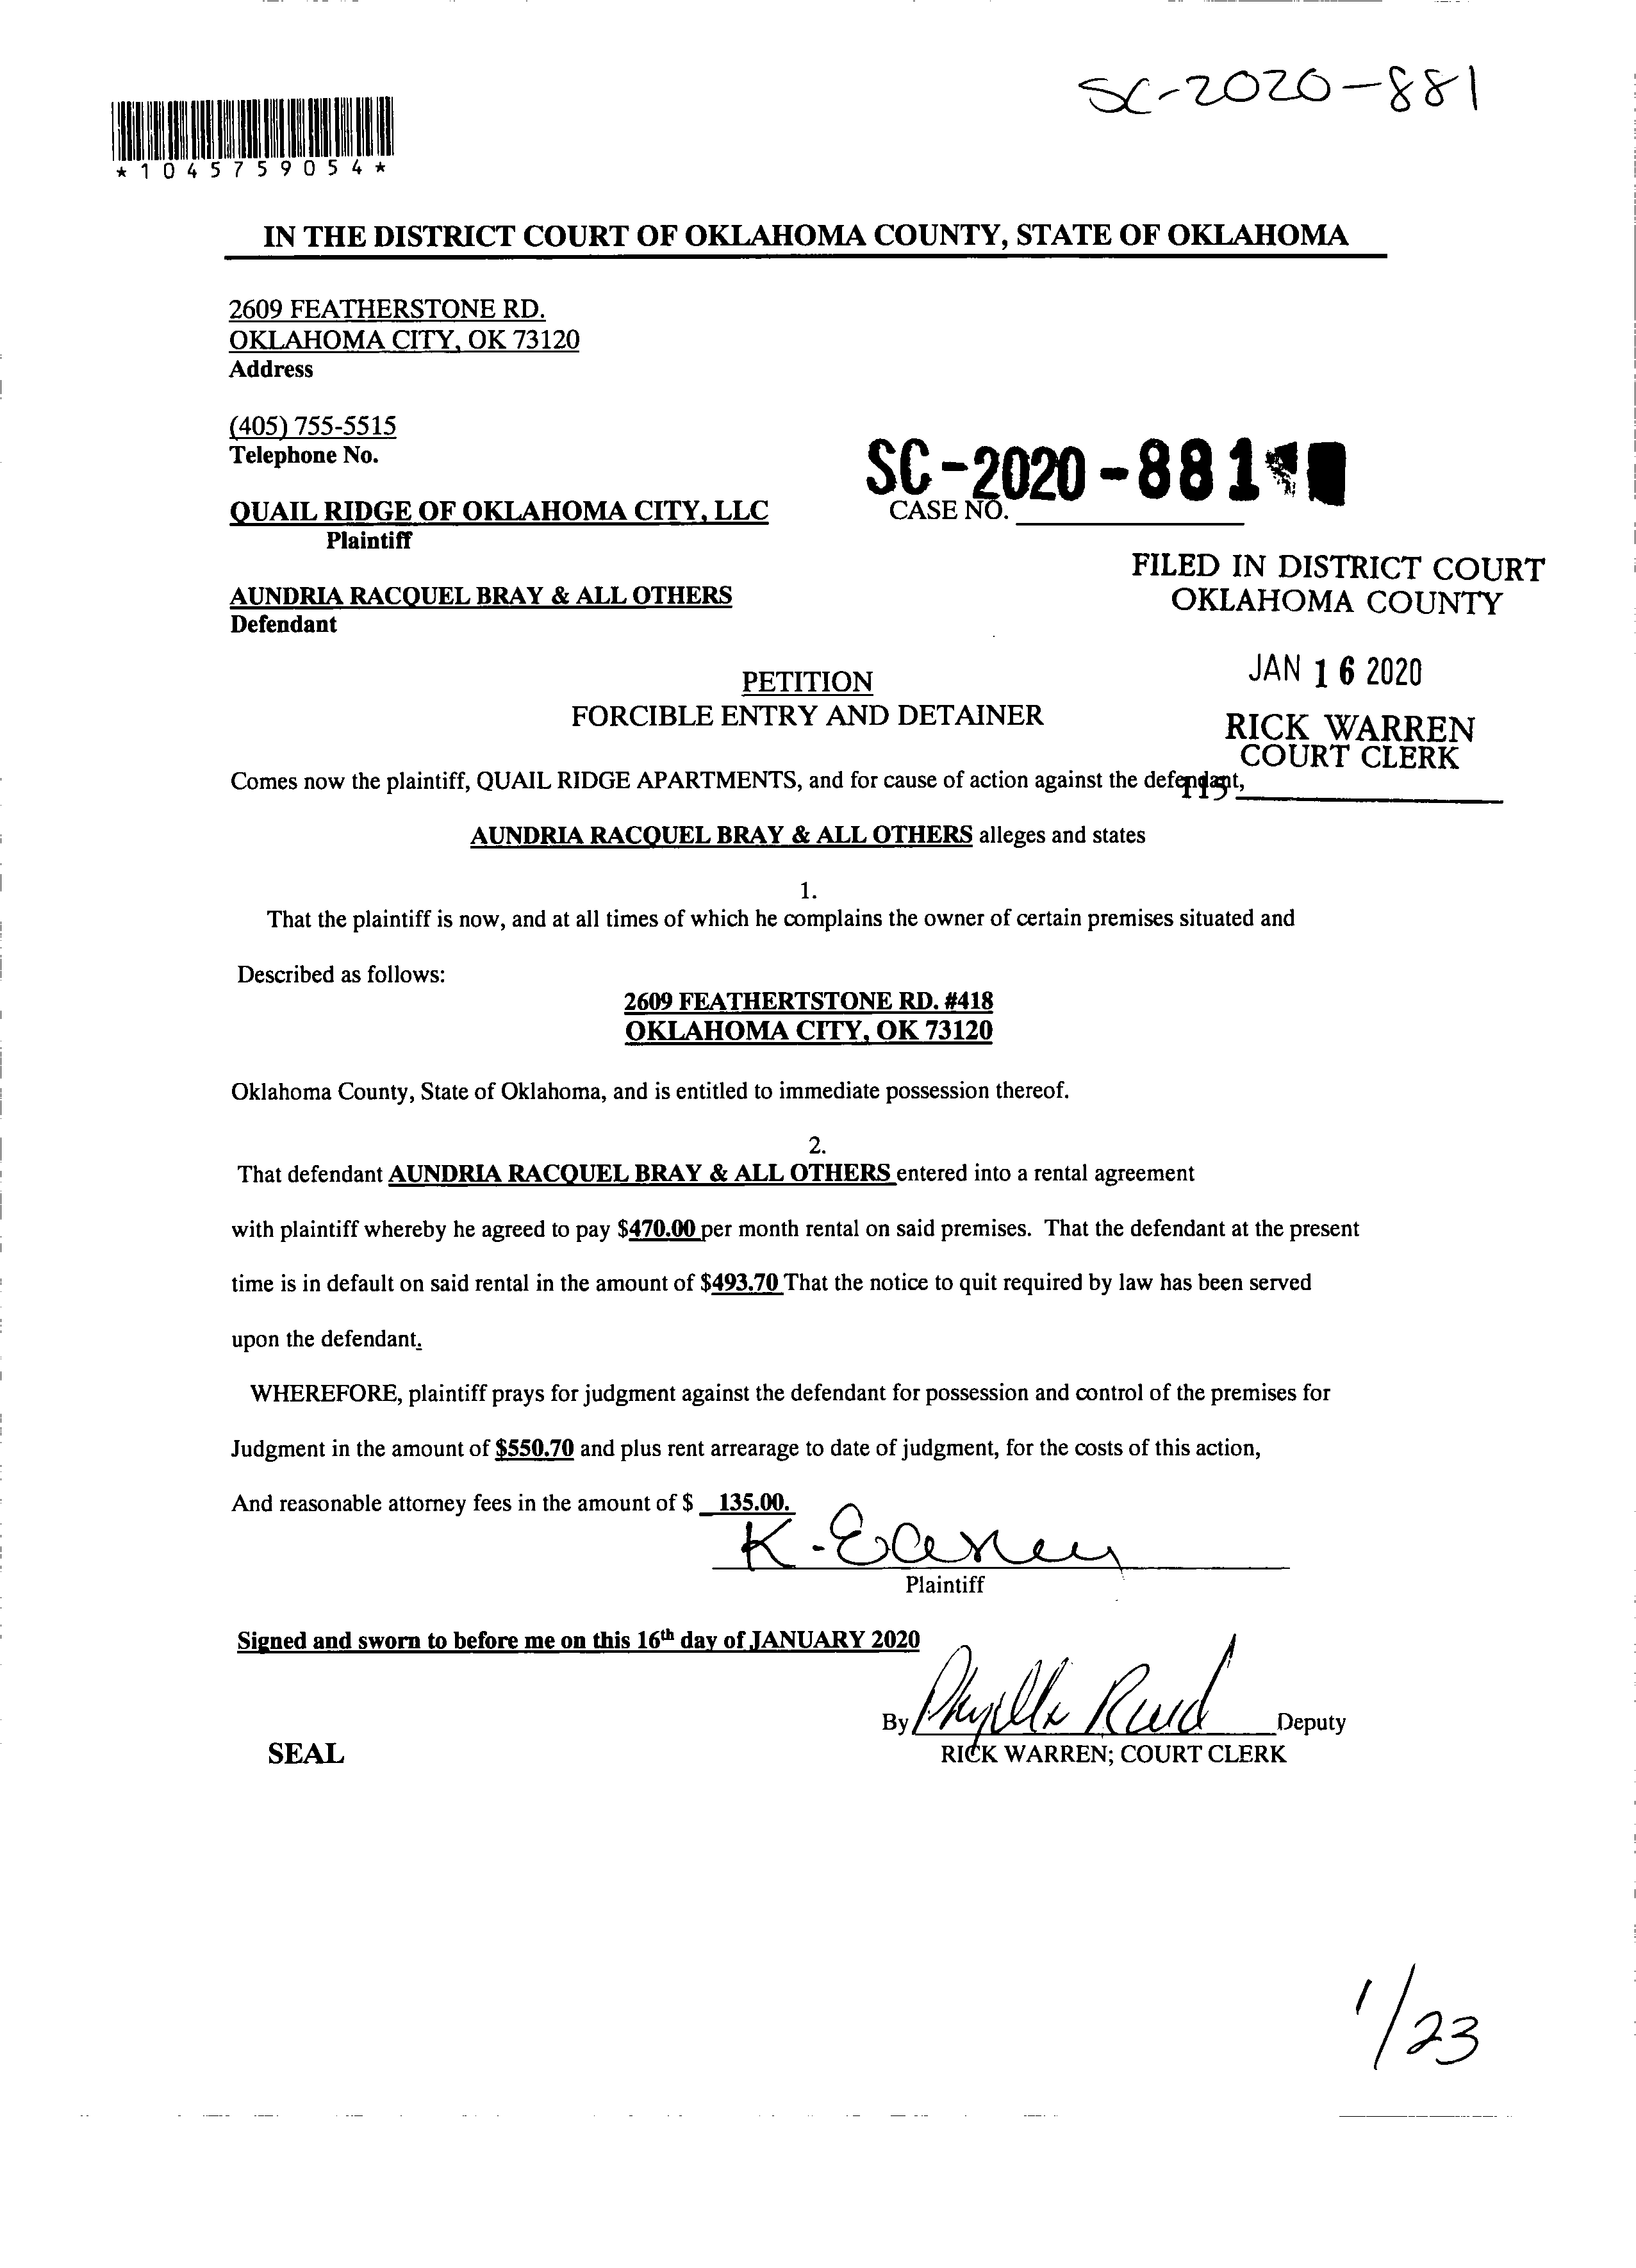 SC-2020-881
*1045759054*
IN THE DISTRICT COURT OF OKLAHOMA COUNTY, STATE OF OKLAHOMA
2609 FEATHERSTONE RD.
OKLAHOMA CITY, OK 73120
Address
(405) 755-5515
Telephone No.
SC-2020-881
QUAIL RIDGE OF OKLAHOMA CITY, LLC
CASE NO.
Plaintiff
FILED IN DISTRICT COURT
OKLAHOMA COUNTY
AUNDRIA RACQUEL BRAY & ALL OTHERS
Defendant
JAN 16 2020
PETITION
FORCIBLE ENTRY AND DETAINER
RICK WARREN
COURT CLERK
Comes now the plaintiff, QUAIL RIDGE APARTMENTS, and for cause of action against the defendant,
113
AUNDRIA RACQUEL BRAY & ALL OTHERS alleges and states
1.
That the plaintiff is now, and at all times of which he complains the owner of certain premises situated and
Described as follows:
2609 FEATHERTSTONE RD. #418
OKLAHOMA CITY, OK 73120
Oklahoma County, State of Oklahoma, and is entitled to immediate possession thereof.
2.
That defendant AUNDRIA RACQUEL BRAY & ALL OTHERS entered into a rental agreement
with plaintiff whereby he agreed to pay $470.00 per month rental on said premises. That the defendant at the present
time is in default on said rental in the amount of $493.70 That the notice to quit required by law has been served
upon the defendant.
WHEREFORE, plaintiff prays for judgment against the defendant for possession and control of the premises for
Judgment in the amount of $550.70 and plus rent arrearage to date of judgment, for the costs of this action,
And reasonable attorney fees in the amount of $ 135.00.
K.
Plaintiff
Signed and sworn to before me on this 16th day of JANUARY 2020
By Deputy
SEAL
RICK WARREN; COURT CLERK
1/23